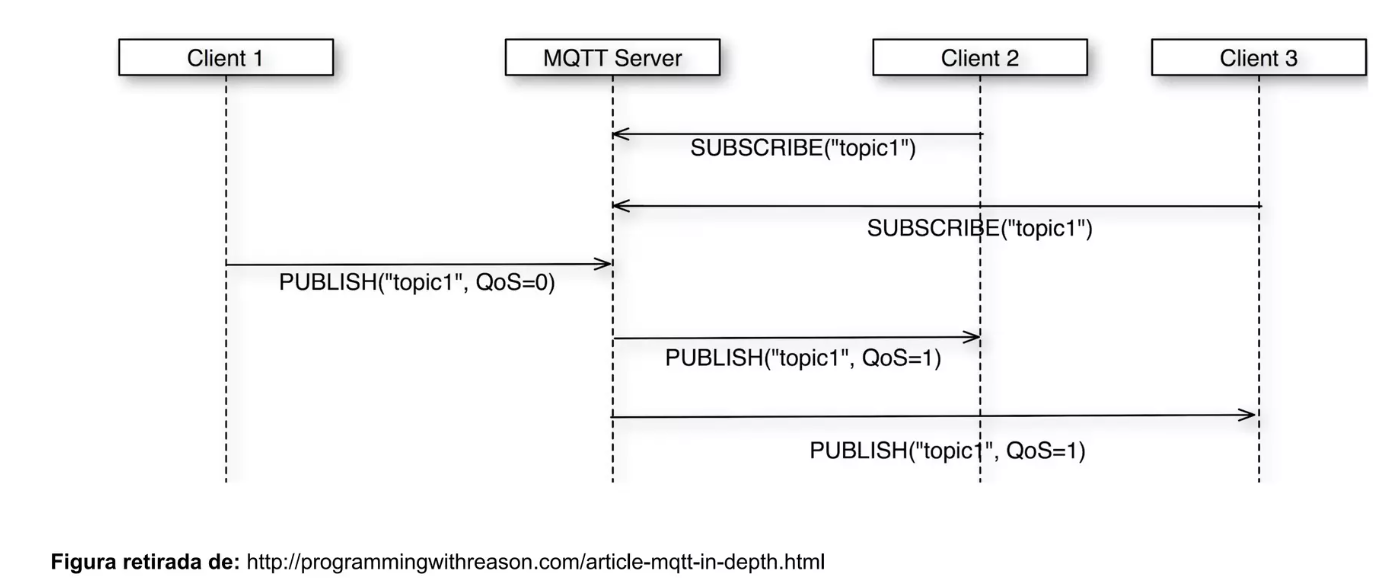 Client 1
MQTT Server
Client 2
Client 3
SUBSCRIBE("topic1")
SUBSCRIBE("topic1")
PUBLISH("topic1", QoS=0)
PUBLISH("topic1", QoS=1)
PUBLISH("topic1", QoS=1)
Figura retirada de: http://programmingwithreason.com/article-mqtt-in-depth.html